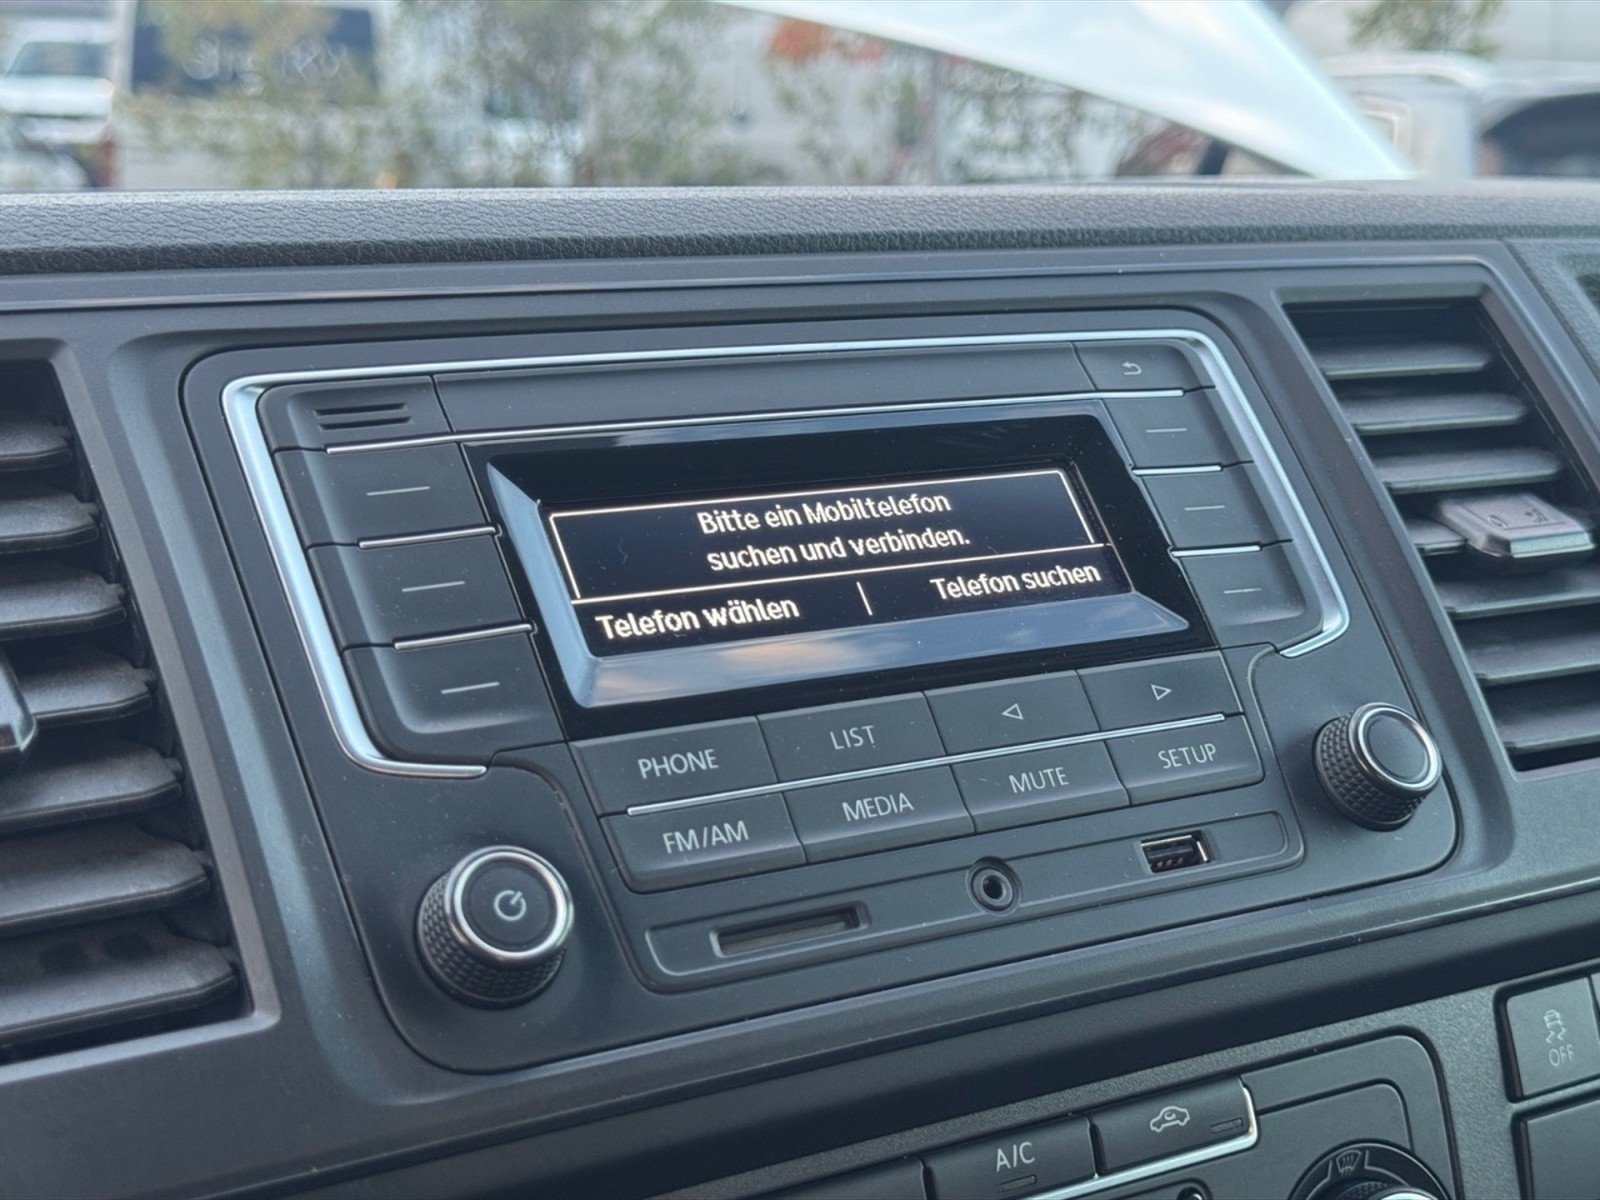 Bitte ein Mobiltelefon
suchen und verbinden.
Telefon wählen | Telefon suchen
PHONE LIST
FM/AM MEDIA MUTE SETUP
OFF
A/C